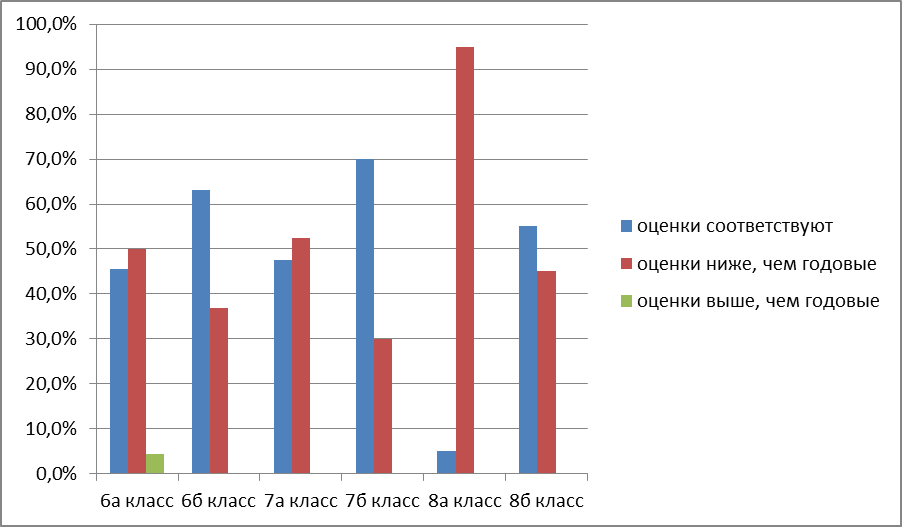 100,0%
90,0%
80,0%
70,0%
60,0%
50,0%
40,0%
30,0%
20,0%
10,0%
0,0%
6а класс 6б класс 7а класс 7б класс 8а класс 8б класс
оценки соответствуют
оценки ниже, чем годовые
оценки выше, чем годовые